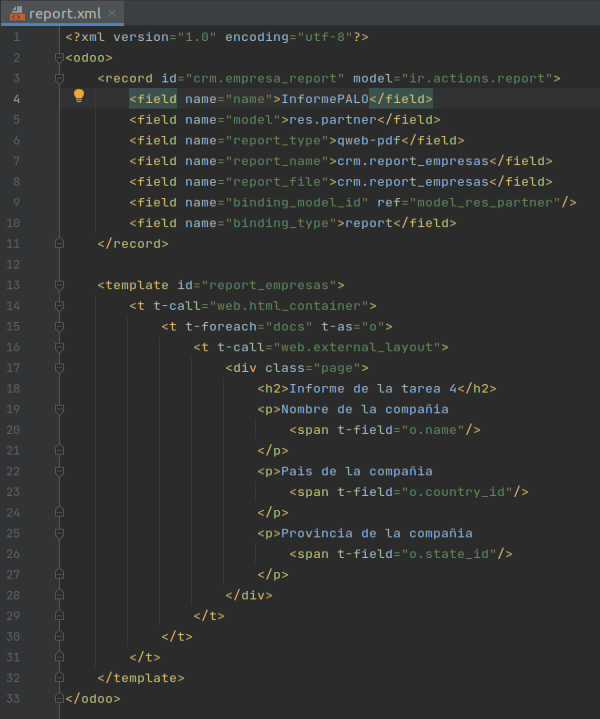 report.xml
1 <?xml version="1.0" encoding="utf-8"?>
2 <odoo>
3     <record id="crm.empresa_report" model="ir.actions.report">
4         <field name="name">InformePALO</field>
5         <field name="model">res.partner</field>
6         <field name="report_type">qweb-pdf</field>
7         <field name="report_name">crm.report_empresas</field>
8         <field name="report_file">crm.report_empresas</field>
9         <field name="binding_model_id" ref="model_res_partner"/>
10         <field name="binding_type">report</field>
11     </record>
12
13     <template id="report_empresas">
14         <t t-call="web.html_container">
15             <t t-foreach="docs" t-as="o">
16                 <t t-call="web.external_layout">
17                     <div class="page">
18                         <h2>Informe de la tarea 4</h2>
19                         <p>Nombre de la compañia
20                             <span t-field="o.name"/>
21                         </p>
22                         <p>Pais de la compañia
23                             <span t-field="o.country_id"/>
24                         </p>
25                         <p>Provincia de la compañia
26                             <span t-field="o.state_id"/>
27                         </p>
28                     </div>
29                 </t>
30             </t>
31         </t>
32     </template>
33 </odoo>